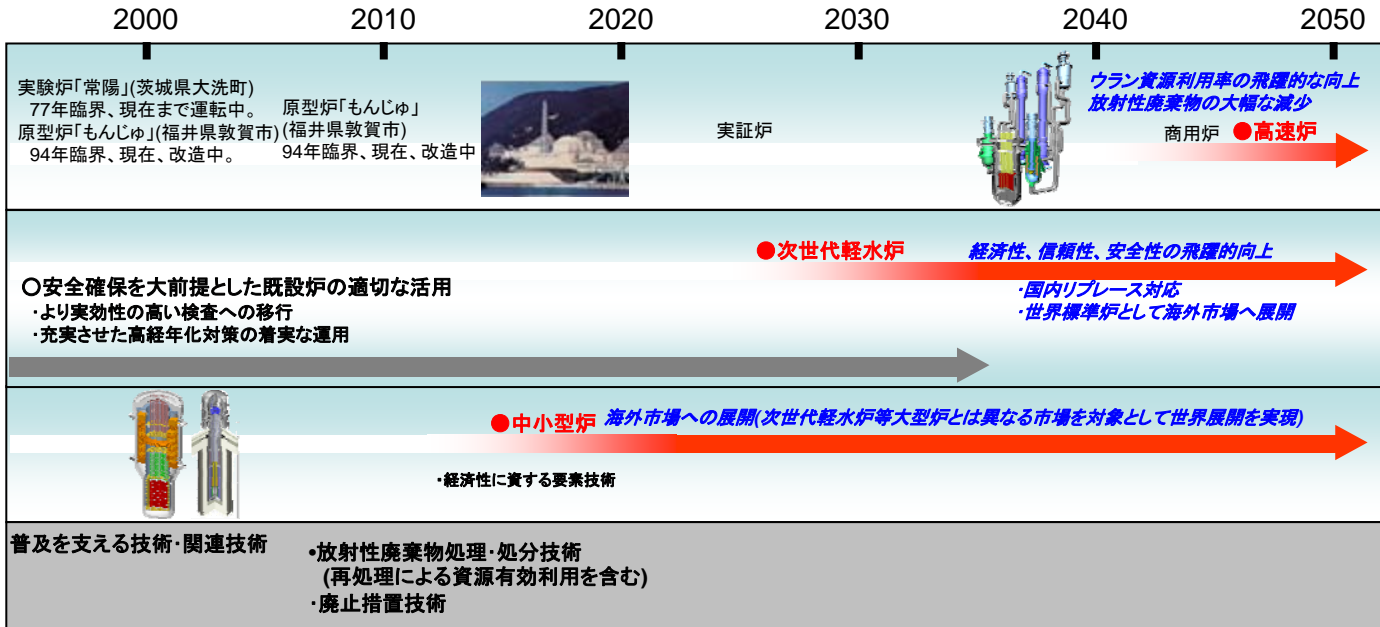 2000 2010 2020 2030 2040 2050
実験炉「常陽」(茨城県大洗町)
77年臨界、現在まで運転中。
原型炉「もんじゅ」(福井県敦賀市)
94年臨界、現在、改造中。
原型炉「もんじゅ」
(福井県敦賀市)
94年臨界、現在、改造中
実証炉
ウラン資源利用率の飛躍的な向上
放射性廃棄物の大幅な減少
商用炉 ●高速炉
●次世代軽水炉
経済性、信頼性、安全性の飛躍的向上
・国内リプレース対応
・世界標準炉として海外市場へ展開
○安全確保を大前提とした既設炉の適切な活用
・より実効性の高い検査への移行
・充実させた高経年化対策の着実な運用
●中小型炉
海外市場への展開(次世代軽水炉等大型炉とは異なる市場を対象として世界展開を実現)
・経済性に資する要素技術
普及を支える技術・関連技術
・放射性廃棄物処理・処分技術
(再処理による資源有効利用を含む)
・廃止措置技術